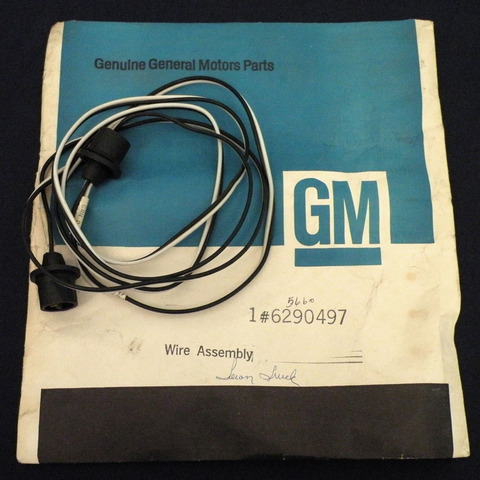 Genuine General Motors Parts
GM
5660
1#6290497
Wire Assembly